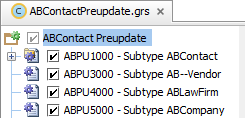 ABContactPreupdate.grs
ABContact Preupdate
ABPU1000 - Subtype ABContact
ABPU3000 - Subtype AB--Vendor
ABPU4000 - Subtype ABLawFirm
ABPU5000 - Subtype ABCompany